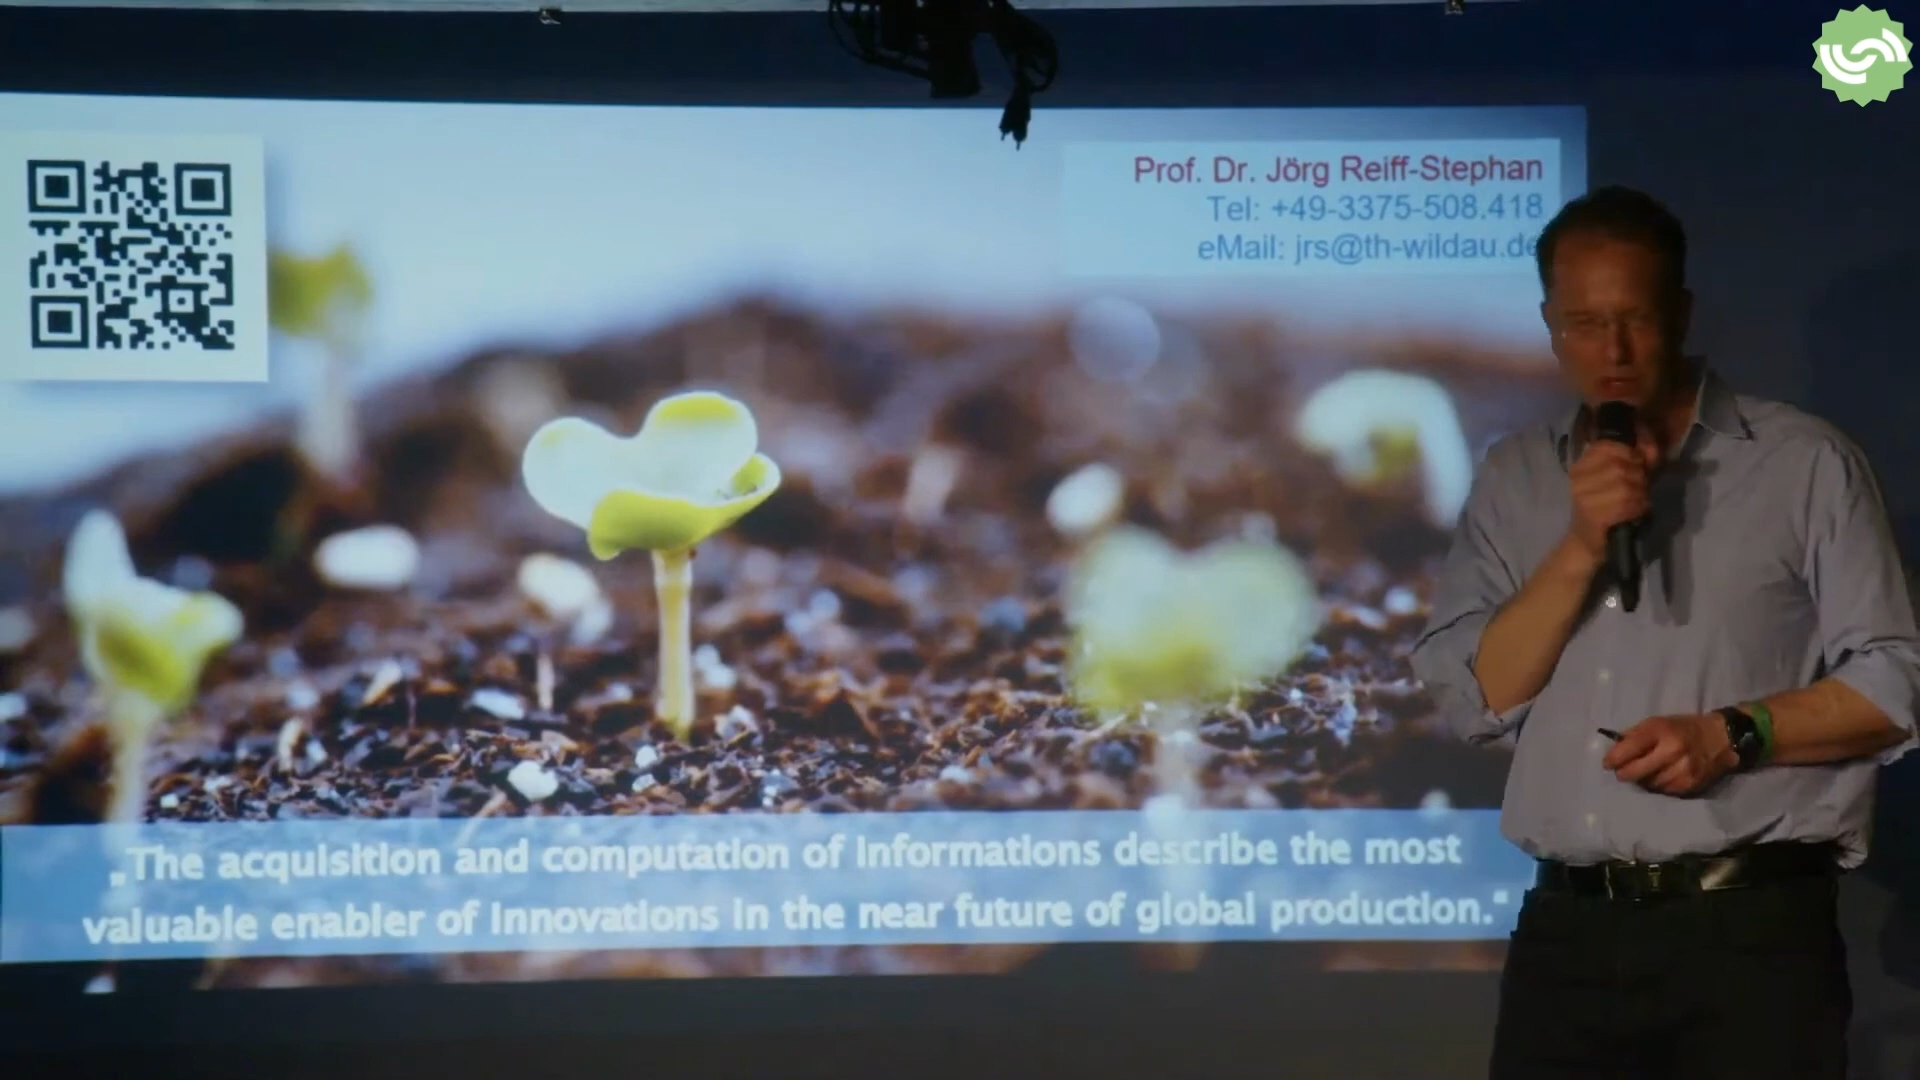 Prof. Dr. Jörg Reiff-Stephan
Tel: +49-3375-508.418
eMail: jrs@th-wildau.de
„The acquisition and computation of informations describe the most
valuable enabler of innovations in the near future of global production.“